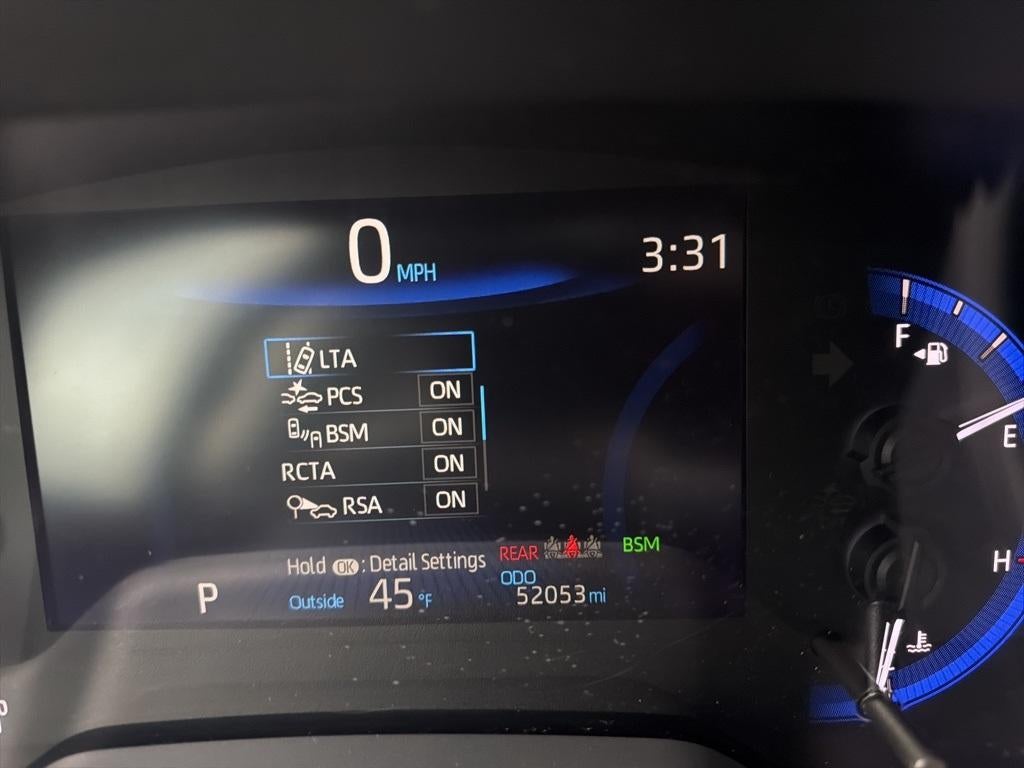 0 MPH
3:31
LTA
PCS ON
BSM ON
RCTA ON
RSA ON
Hold OK : Detail Settings
REAR
BSM
P
Outside 45 °F
ODO
52053 mi
F
E
H